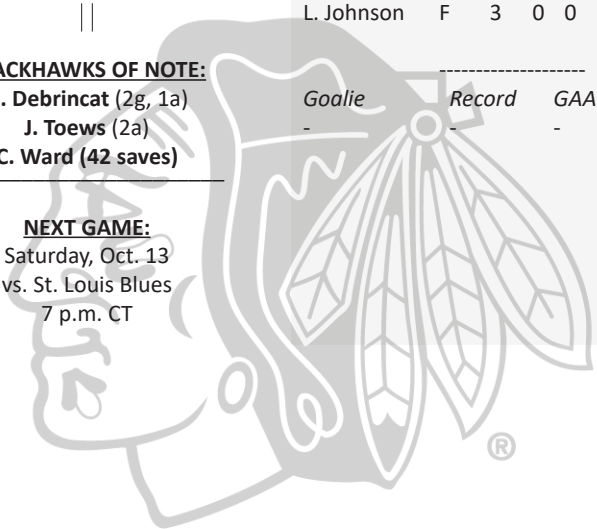 ||
L. Johnson F 3 0 0
ACKHAWKS OF NOTE:
. Debrincat (2g, 1a)
J. Toews (2a)
C. Ward (42 saves)
NEXT GAME:
Saturday, Oct. 13
vs. St. Louis Blues
7 p.m. CT
--------------------
Goalie Record GAA
- - -
®